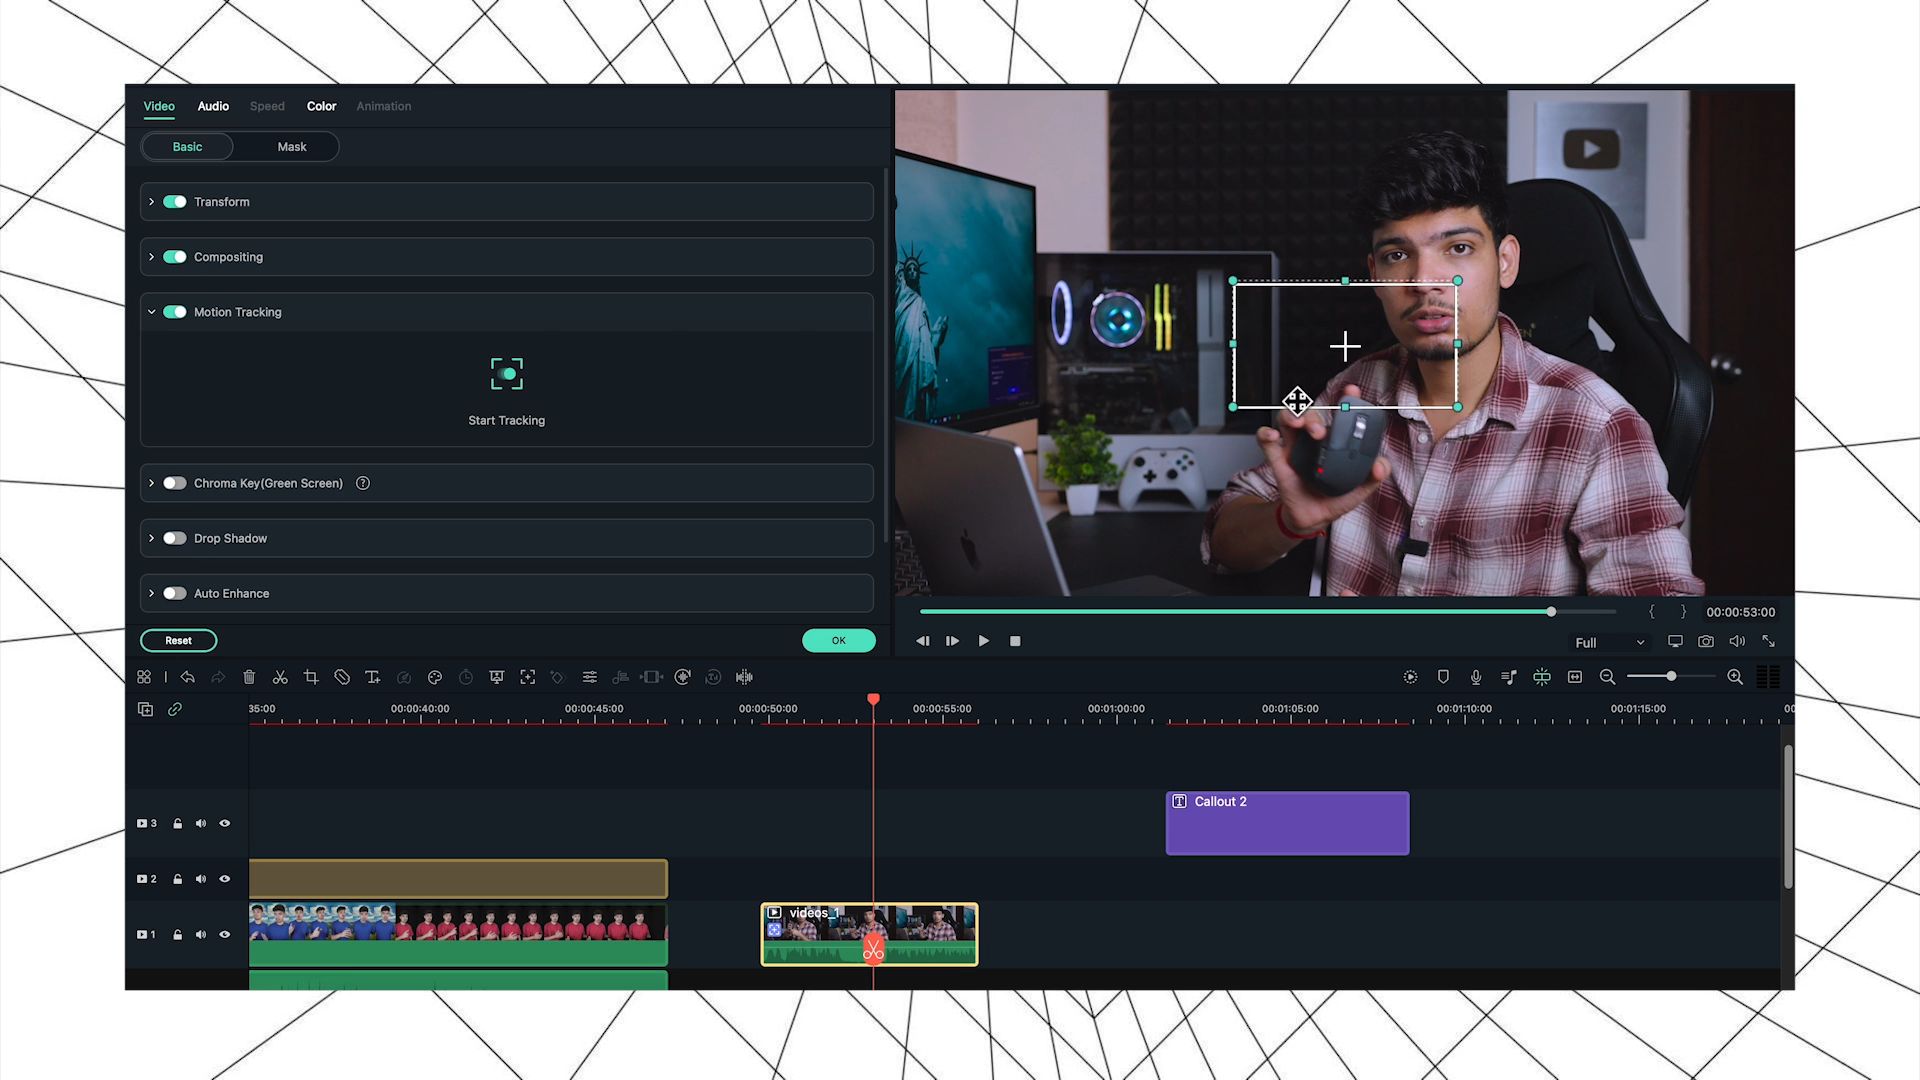 Video Audio Speed Color Animation
Basic Mask
Transform
Compositing
Motion Tracking
Start Tracking
Chroma Key(Green Screen) ?
Drop Shadow
Auto Enhance
Reset OK
{ } 00:00:53:00
Full
35:00 00:00:40:00 00:00:45:00 00:00:50:00 00:00:55:00 00:01:00:00 00:01:05:00 00:01:10:00 00:01:15:00 00
3
T Callout 2
2
1
videos_1